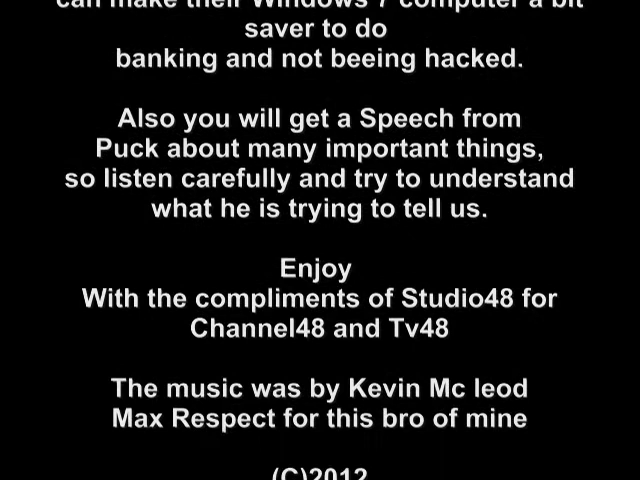 can make their Windows 7 computer a bit
saver to do
banking and not beeing hacked.
Also you will get a Speech from
Puck about many important things,
so listen carefully and try to understand
what he is trying to tell us.
Enjoy
With the compliments of Studio48 for
Channel48 and Tv48
The music was by Kevin Mc leod
Max Respect for this bro of mine
(C)2012